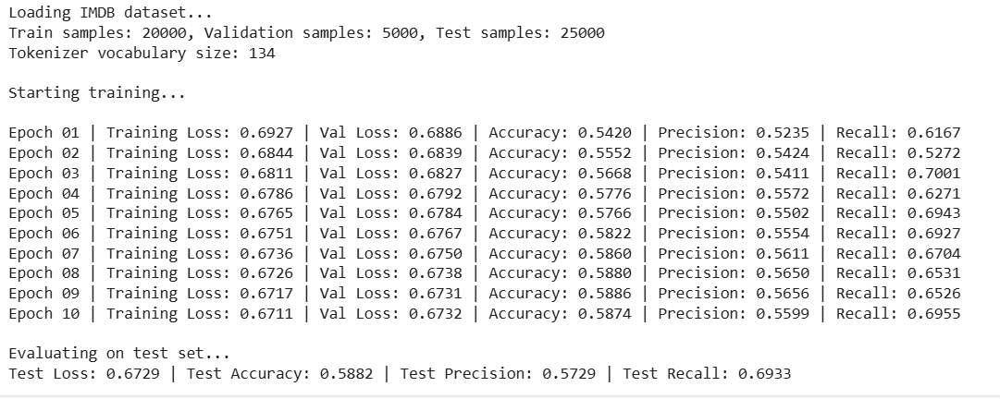 Loading IMDB dataset...
Train samples: 20000, Validation samples: 5000, Test samples: 25000
Tokenizer vocabulary size: 134
Starting training...
Epoch 01 | Training Loss: 0.6927 | Val Loss: 0.6886 | Accuracy: 0.5420 | Precision: 0.5235 | Recall: 0.6167
Epoch 02 | Training Loss: 0.6844 | Val Loss: 0.6839 | Accuracy: 0.5552 | Precision: 0.5424 | Recall: 0.5272
Epoch 03 | Training Loss: 0.6811 | Val Loss: 0.6827 | Accuracy: 0.5668 | Precision: 0.5411 | Recall: 0.7001
Epoch 04 | Training Loss: 0.6786 | Val Loss: 0.6792 | Accuracy: 0.5776 | Precision: 0.5572 | Recall: 0.6271
Epoch 05 | Training Loss: 0.6765 | Val Loss: 0.6784 | Accuracy: 0.5766 | Precision: 0.5502 | Recall: 0.6943
Epoch 06 | Training Loss: 0.6751 | Val Loss: 0.6767 | Accuracy: 0.5822 | Precision: 0.5554 | Recall: 0.6927
Epoch 07 | Training Loss: 0.6736 | Val Loss: 0.6750 | Accuracy: 0.5860 | Precision: 0.5611 | Recall: 0.6704
Epoch 08 | Training Loss: 0.6726 | Val Loss: 0.6738 | Accuracy: 0.5880 | Precision: 0.5650 | Recall: 0.6531
Epoch 09 | Training Loss: 0.6717 | Val Loss: 0.6731 | Accuracy: 0.5886 | Precision: 0.5656 | Recall: 0.6526
Epoch 10 | Training Loss: 0.6711 | Val Loss: 0.6732 | Accuracy: 0.5874 | Precision: 0.5599 | Recall: 0.6955
Evaluating on test set...
Test Loss: 0.6729 | Test Accuracy: 0.5882 | Test Precision: 0.5729 | Test Recall: 0.6933